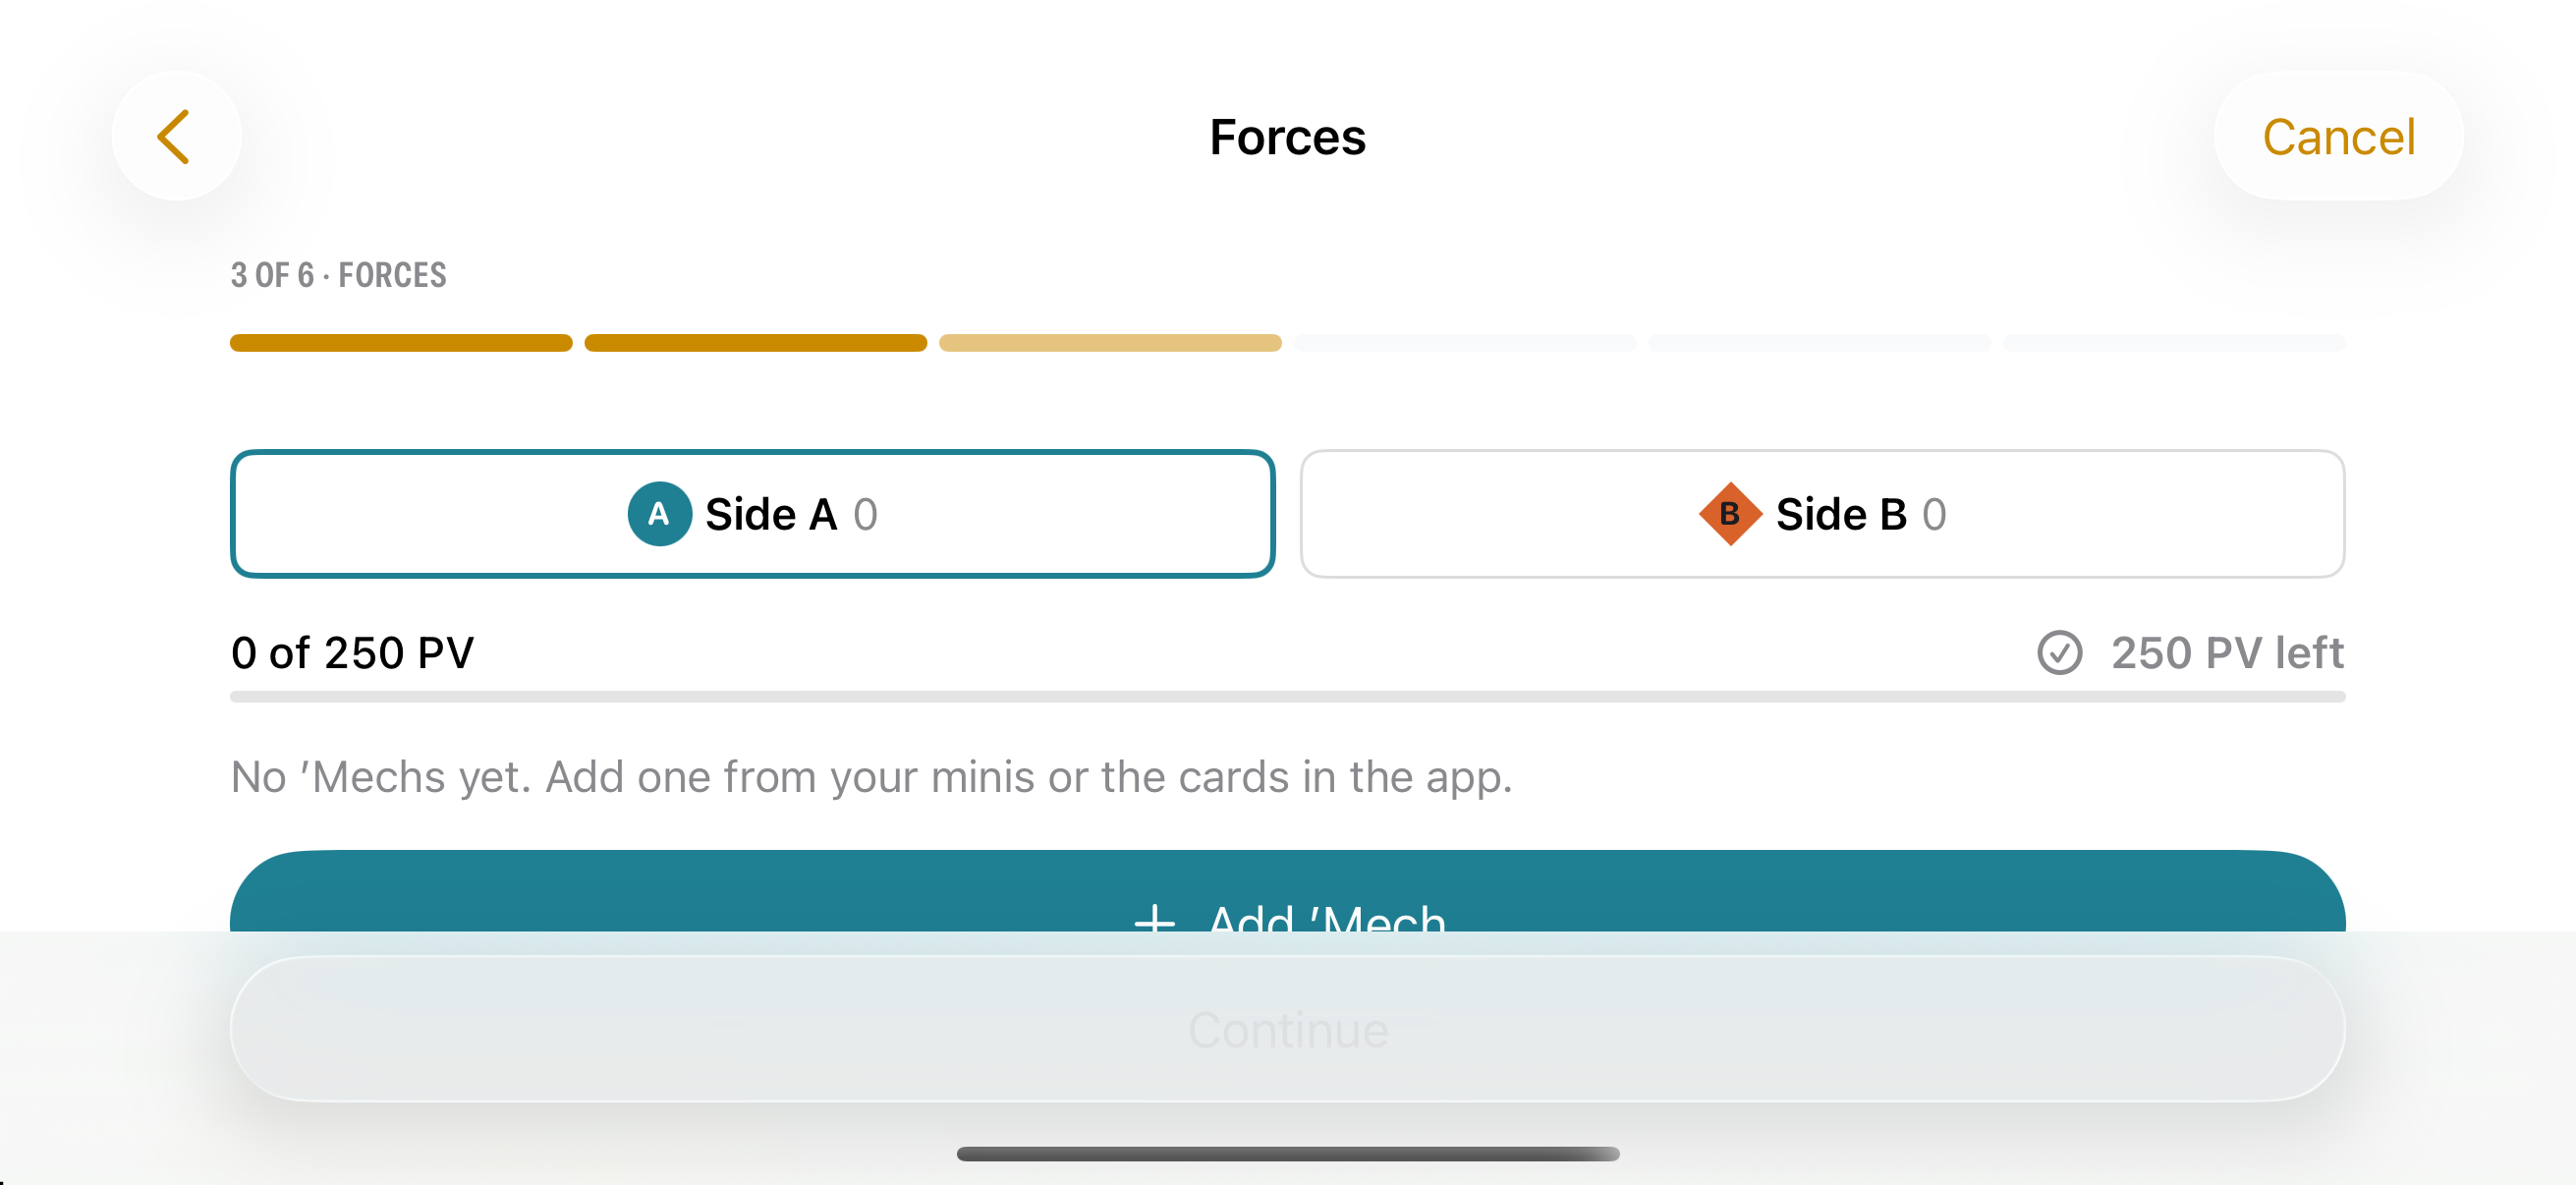 Forces
Cancel
3 OF 6 · FORCES
A Side A 0
B Side B 0
0 of 250 PV
250 PV left
No ’Mechs yet. Add one from your minis or the cards in the app.
+ Add ’Mech
Continue